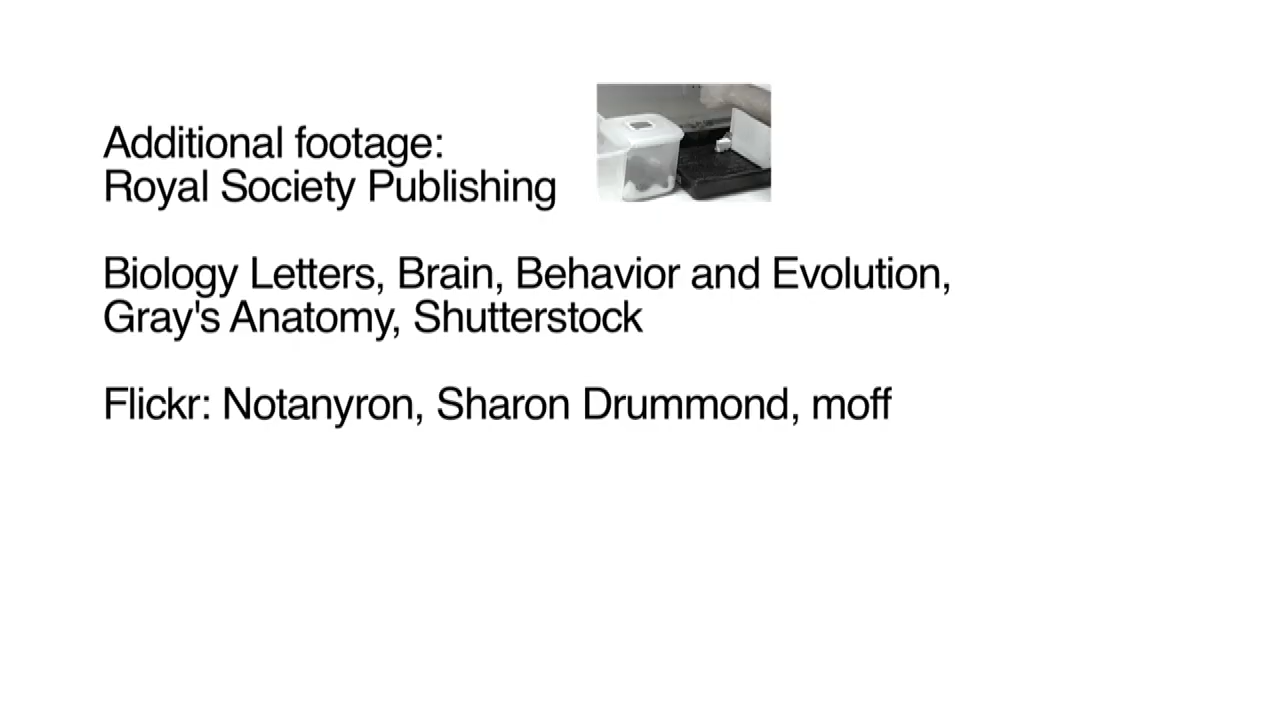 Additional footage:
Royal Society Publishing
Biology Letters, Brain, Behavior and Evolution,
Gray's Anatomy, Shutterstock
Flickr: Notanyron, Sharon Drummond, moff